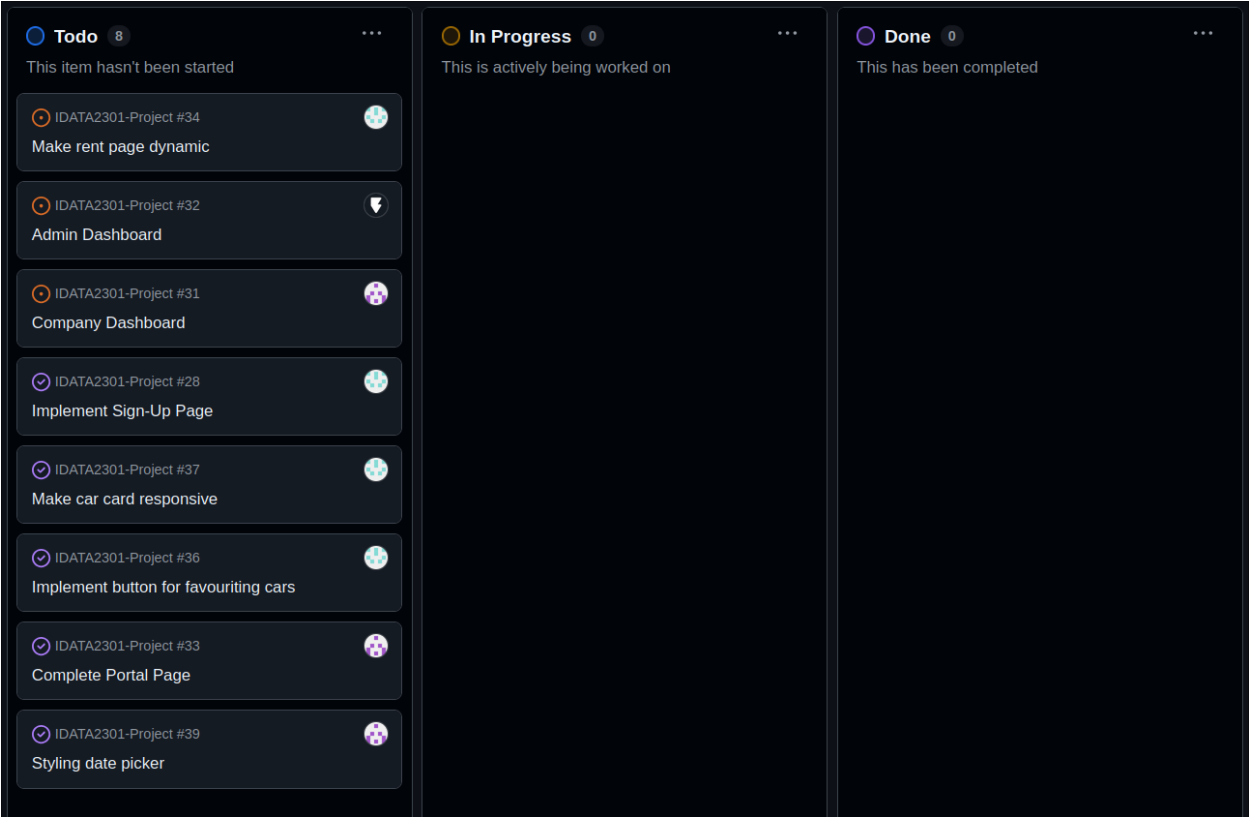 Todo 8
This item hasn't been started
IDATA2301-Project #34
Make rent page dynamic
IDATA2301-Project #32
Admin Dashboard
IDATA2301-Project #31
Company Dashboard
IDATA2301-Project #28
Implement Sign-Up Page
IDATA2301-Project #37
Make car card responsive
IDATA2301-Project #36
Implement button for favouriting cars
IDATA2301-Project #33
Complete Portal Page
IDATA2301-Project #39
Styling date picker
In Progress 0
This is actively being worked on
Done 0
This has been completed